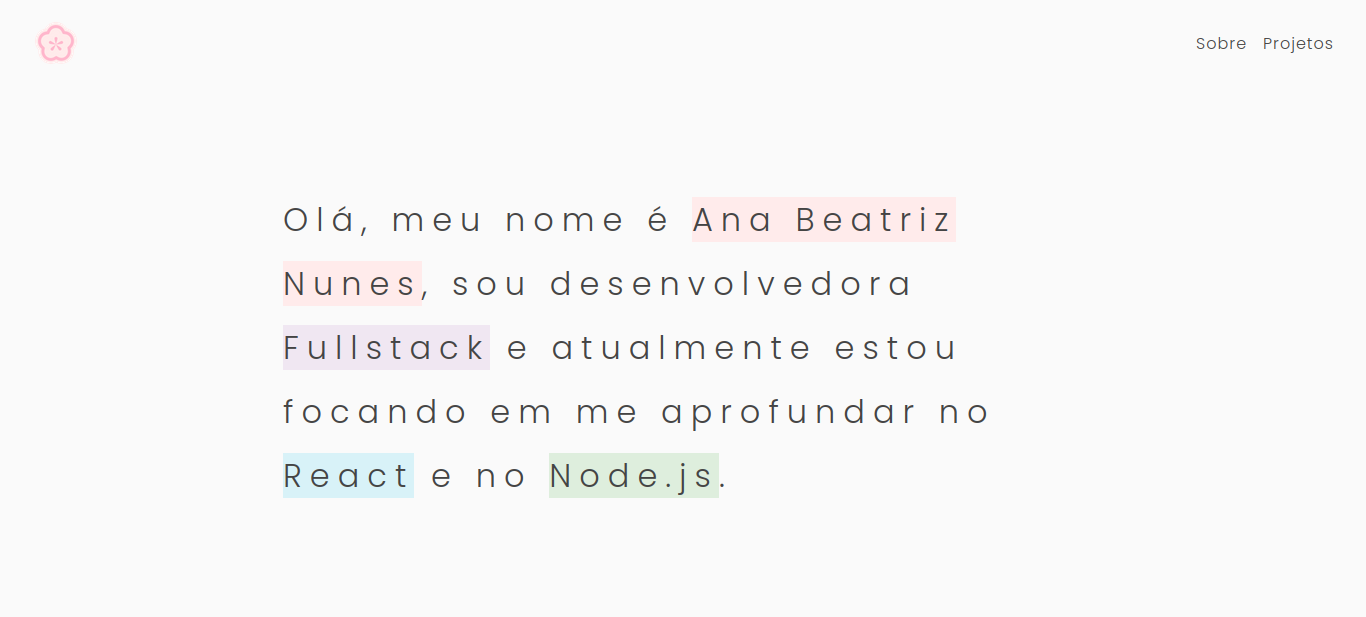 Sobre Projetos
Olá, meu nome é Ana Beatriz
Nunes, sou desenvolvedora
Fullstack e atualmente estou
focando em me aprofundar no
React e no Node.js.